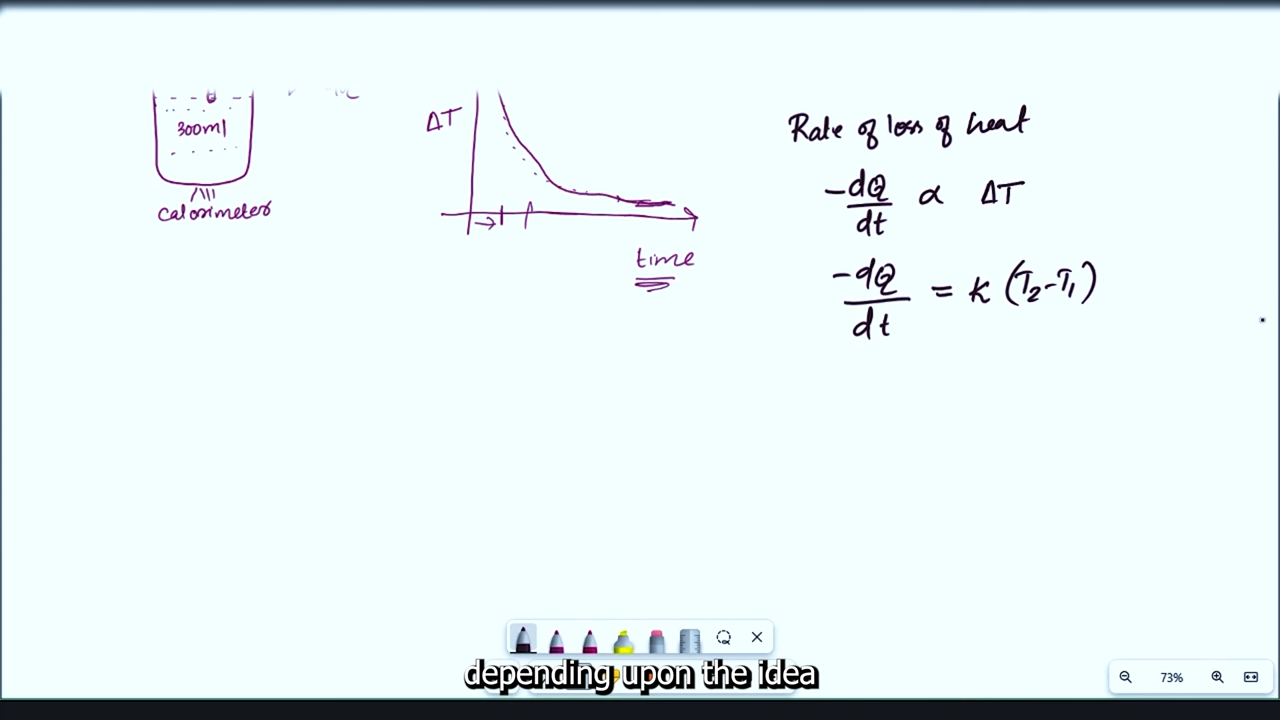 300ml
Calorimeter
ΔT
time
Rate of loss of heat
-dQ/dt ∝ ΔT
-dQ/dt = k (T₂-T₁)
depending upon the idea
73%